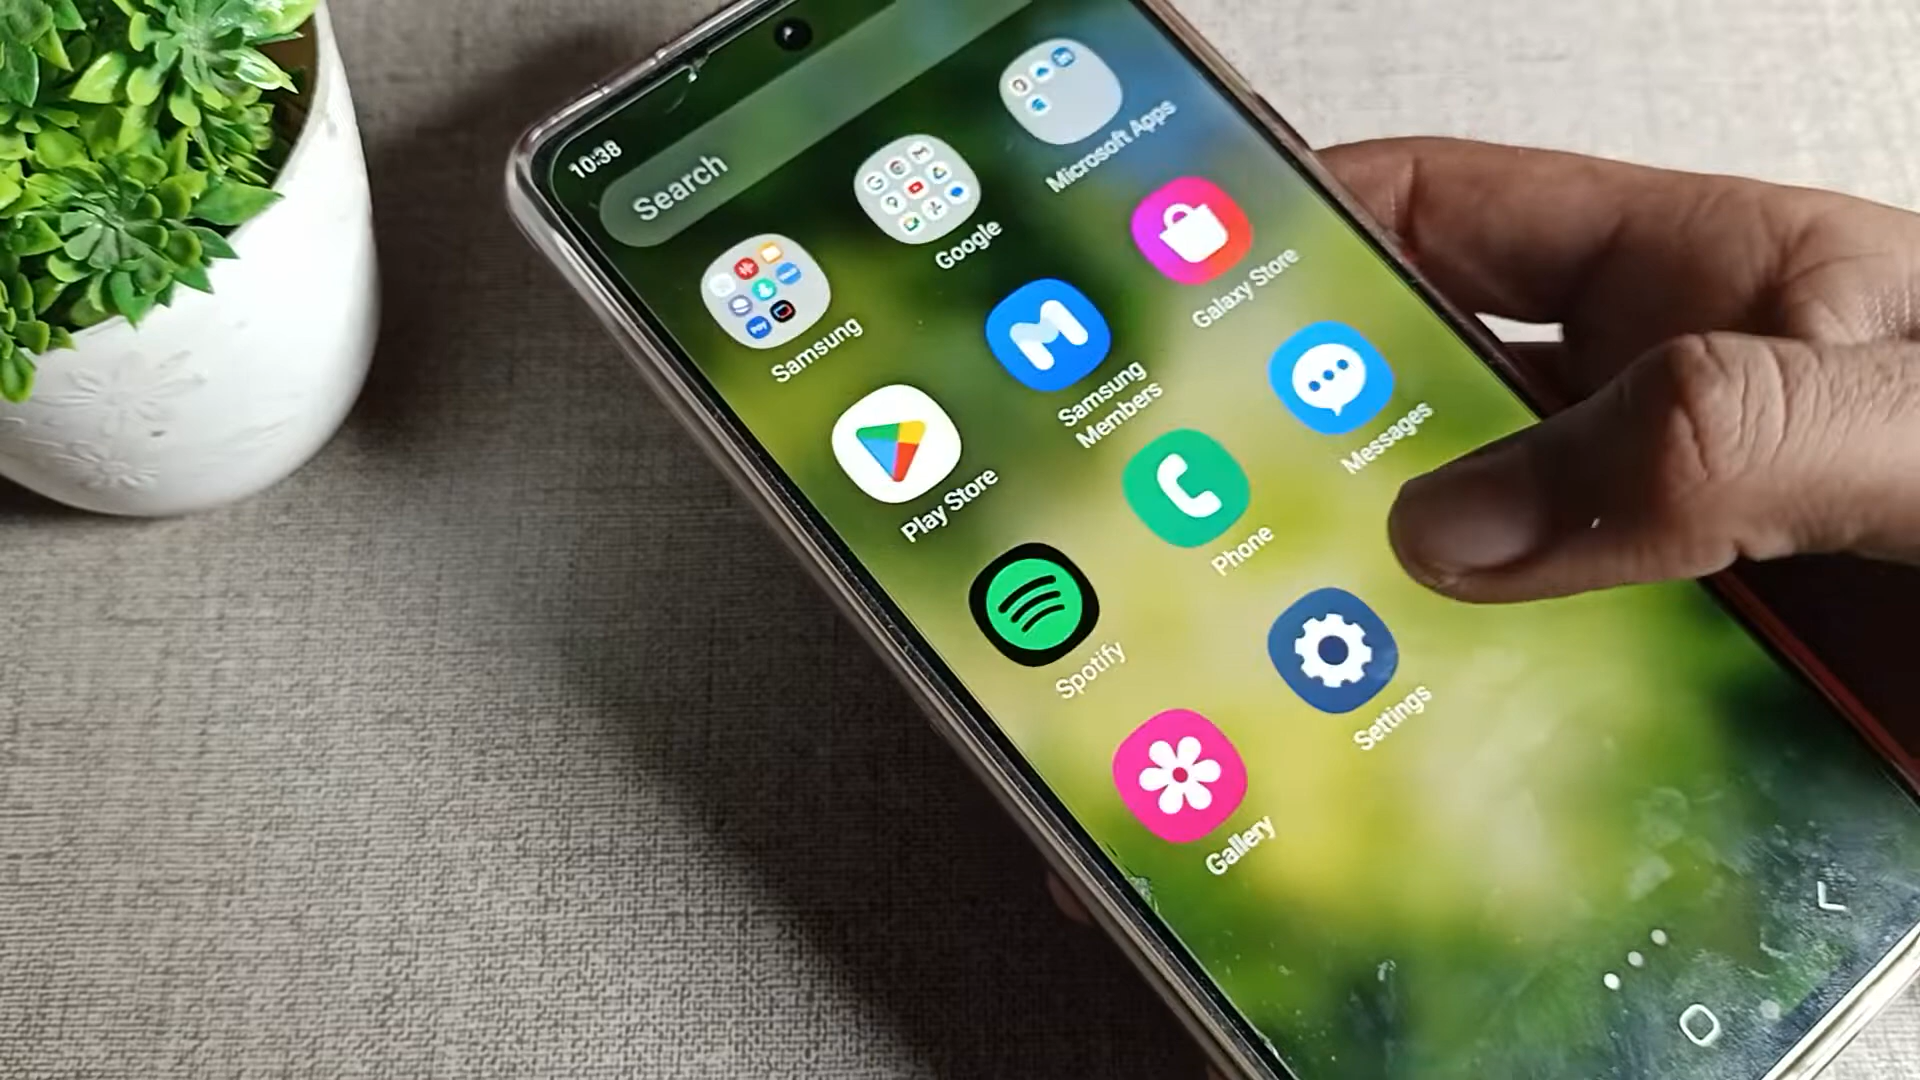 10:38
Search
Samsung
Google
Microsoft Apps
Play Store
Samsung
Members
Galaxy Store
Spotify
Phone
Messages
Gallery
Settings